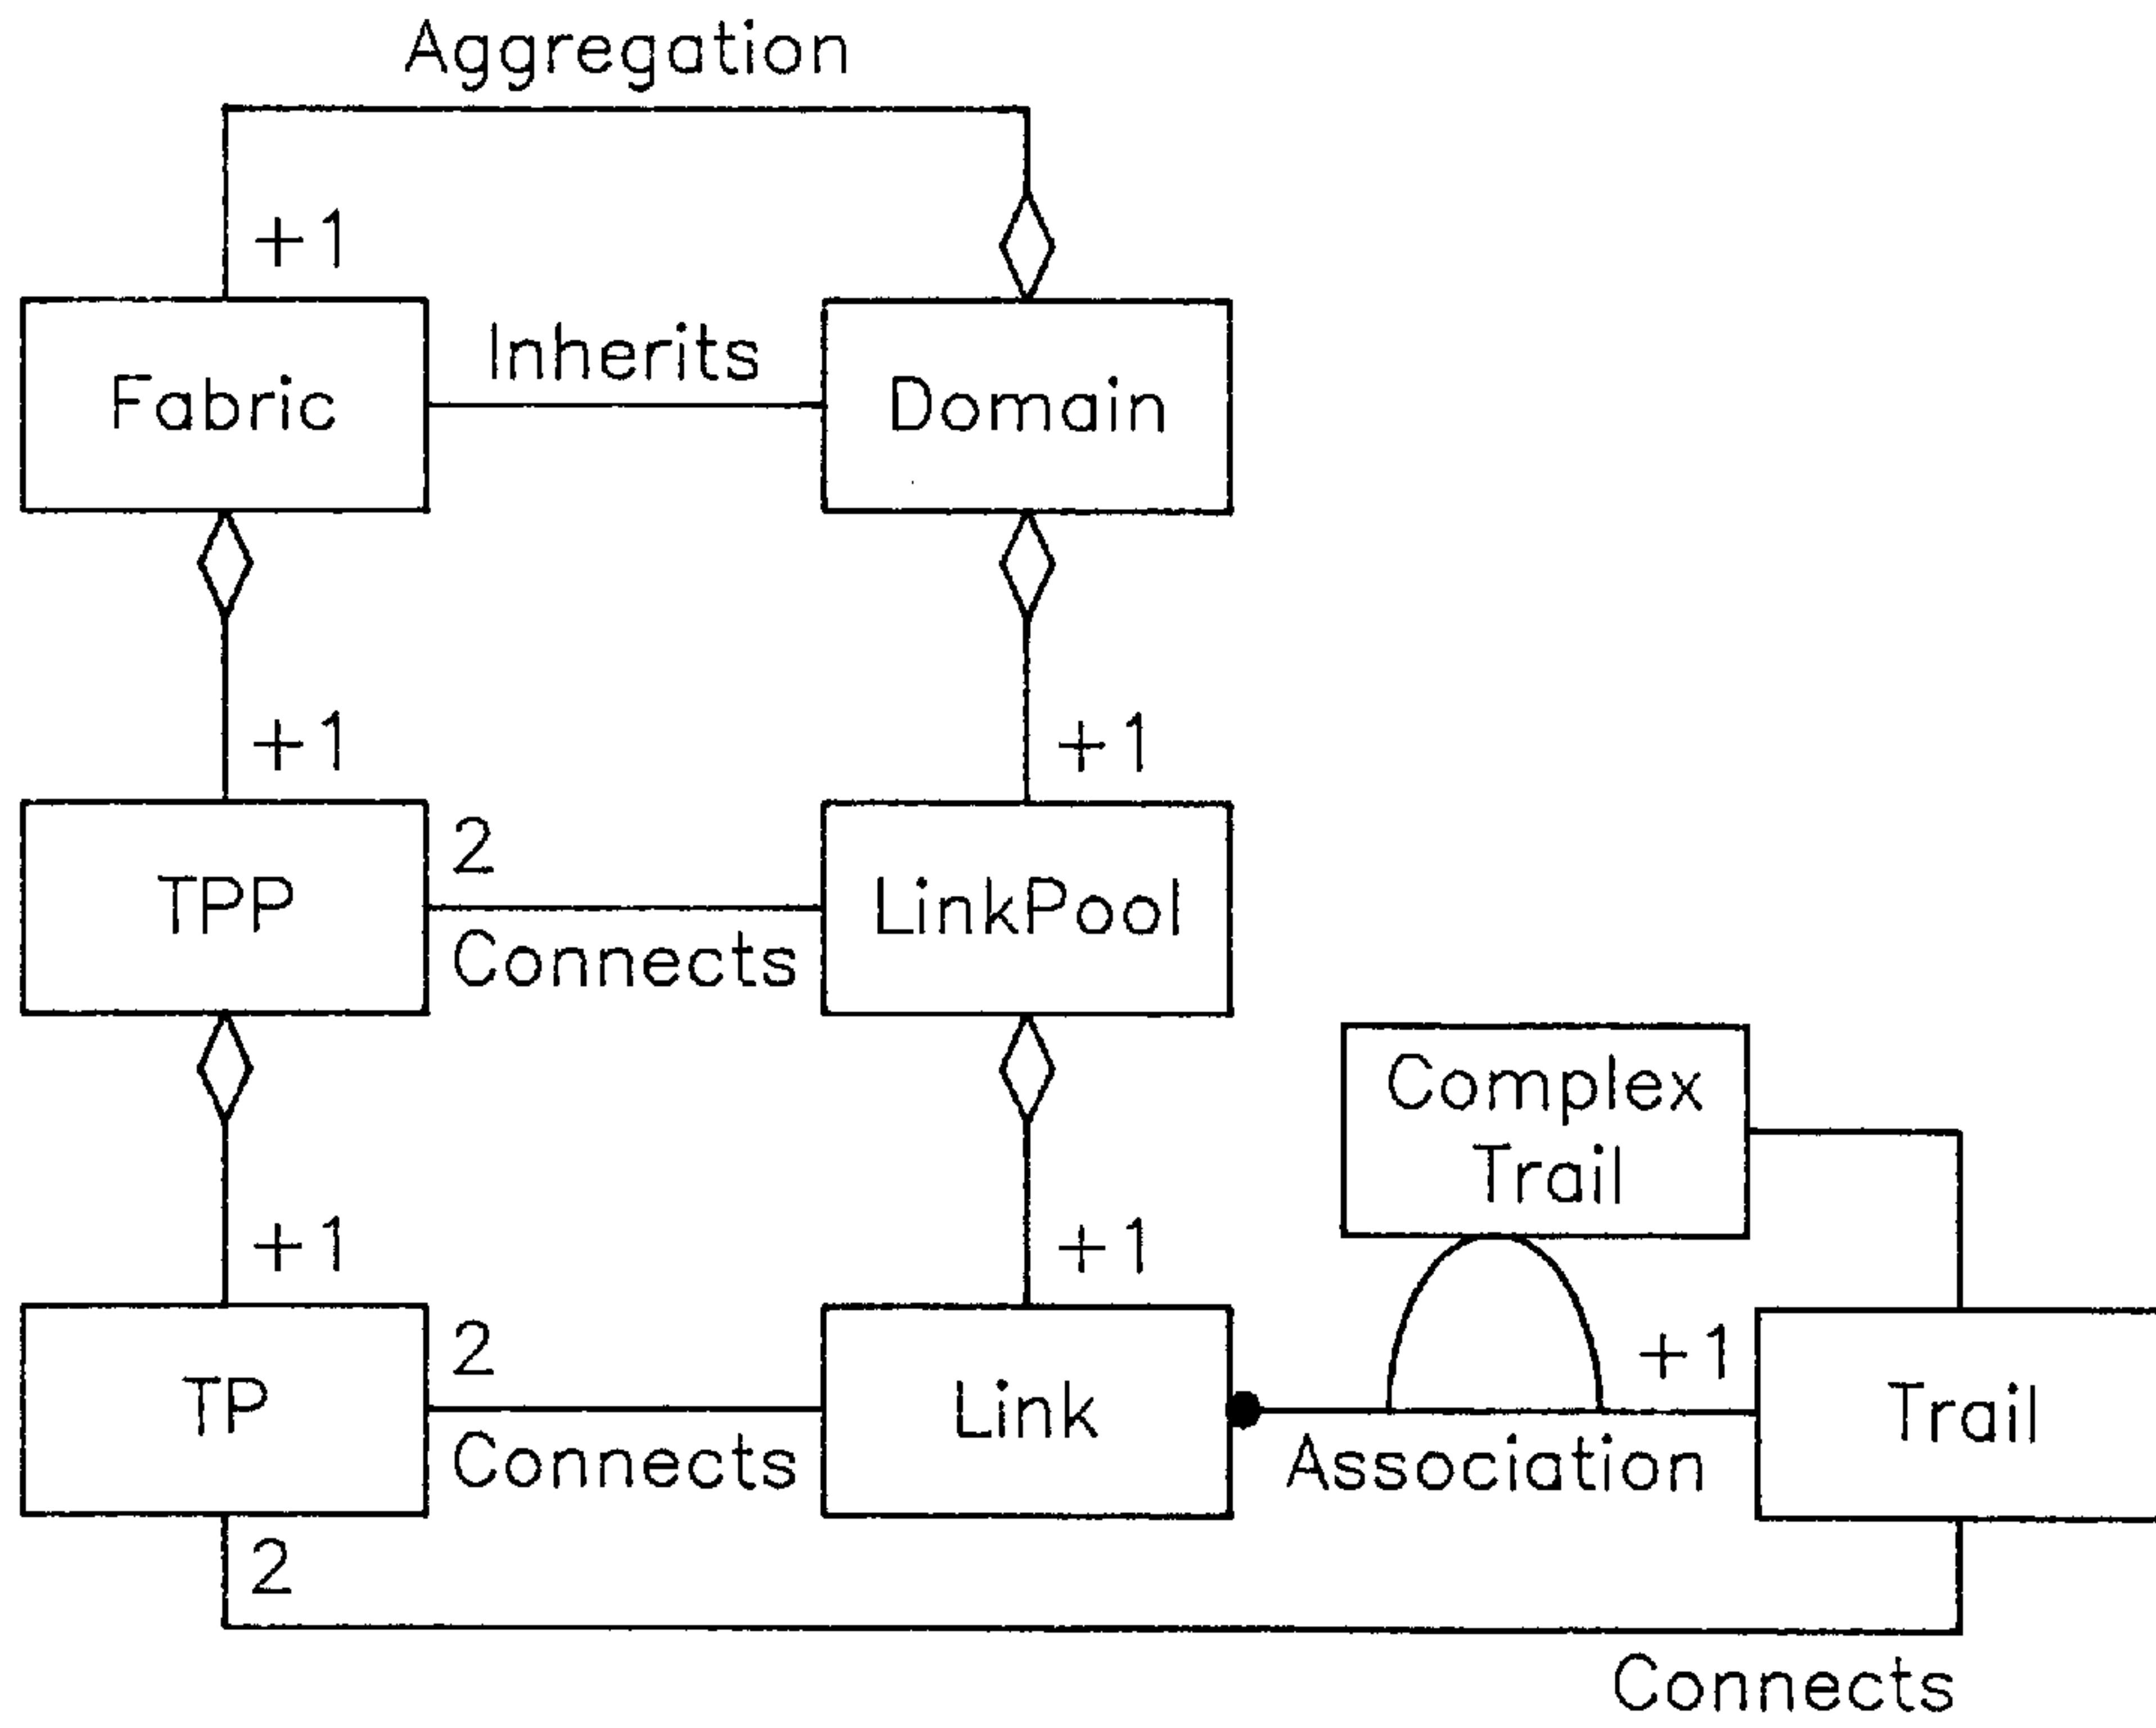 Aggregation
+1
Fabric
Inherits
Domain
+1
+1
TPP
2
Connects
LinkPool
Complex
Trail
+1
+1
TP
2
Connects
Link
+1
Association
Trail
2
Connects